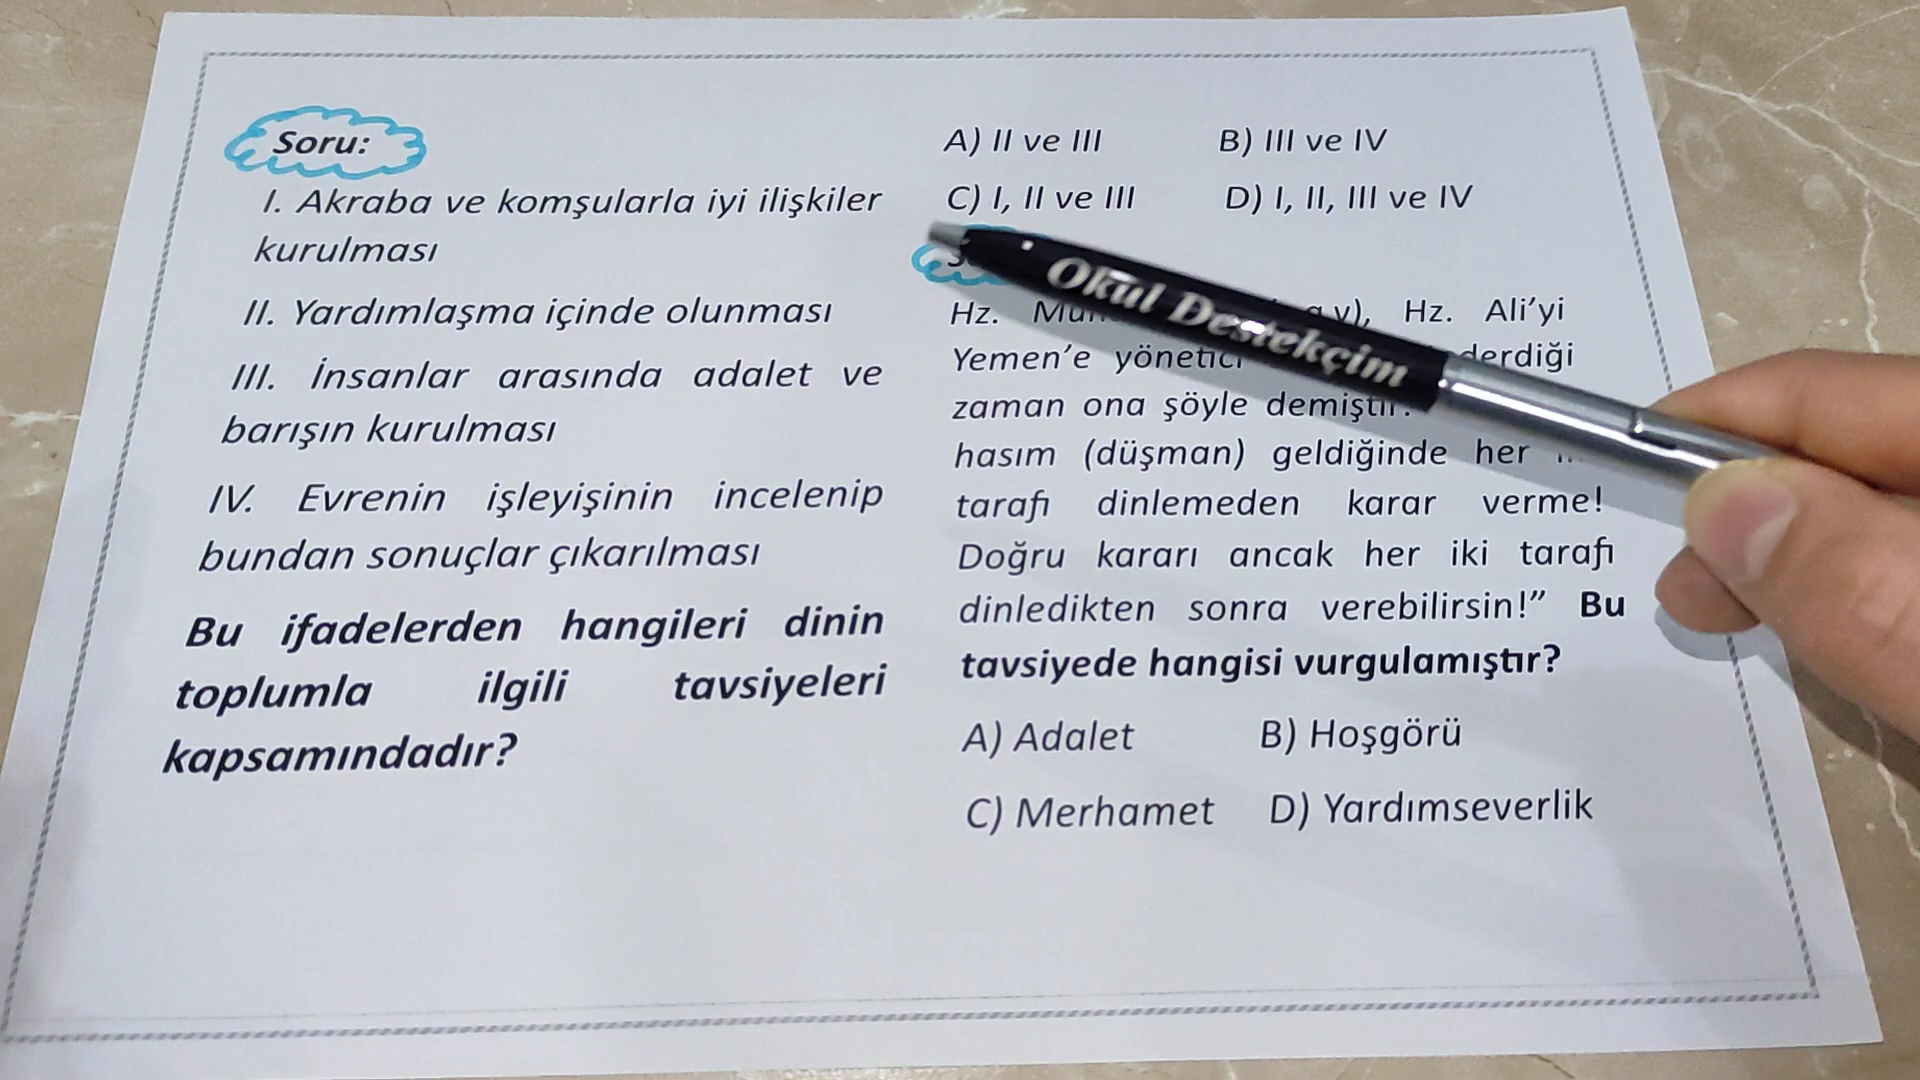 Soru:
I. Akraba ve komşularla iyi ilişkiler
kurulması
II. Yardımlaşma içinde olunması
III. İnsanlar arasında adalet ve
barışın kurulması
IV. Evrenin işleyişinin incelenip
bundan sonuçlar çıkarılması
Bu ifadelerden hangileri dinin
toplumla ilgili tavsiyeleri
kapsamındadır?
A) II ve III B) III ve IV
C) I, II ve III D) I, II, III ve IV
Hz. Hz. Ali’yi
Yemen’e yönetici
zaman ona şöyle demiştir:
hasım (düşman) geldiğinde her
tarafı dinlemeden karar verme!
Doğru kararı ancak her iki tarafı
dinledikten sonra verebilirsin!” Bu
tavsiyede hangisi vurgulamıştır?
A) Adalet B) Hoşgörü
C) Merhamet D) Yardımseverlik
Okul Destekçim